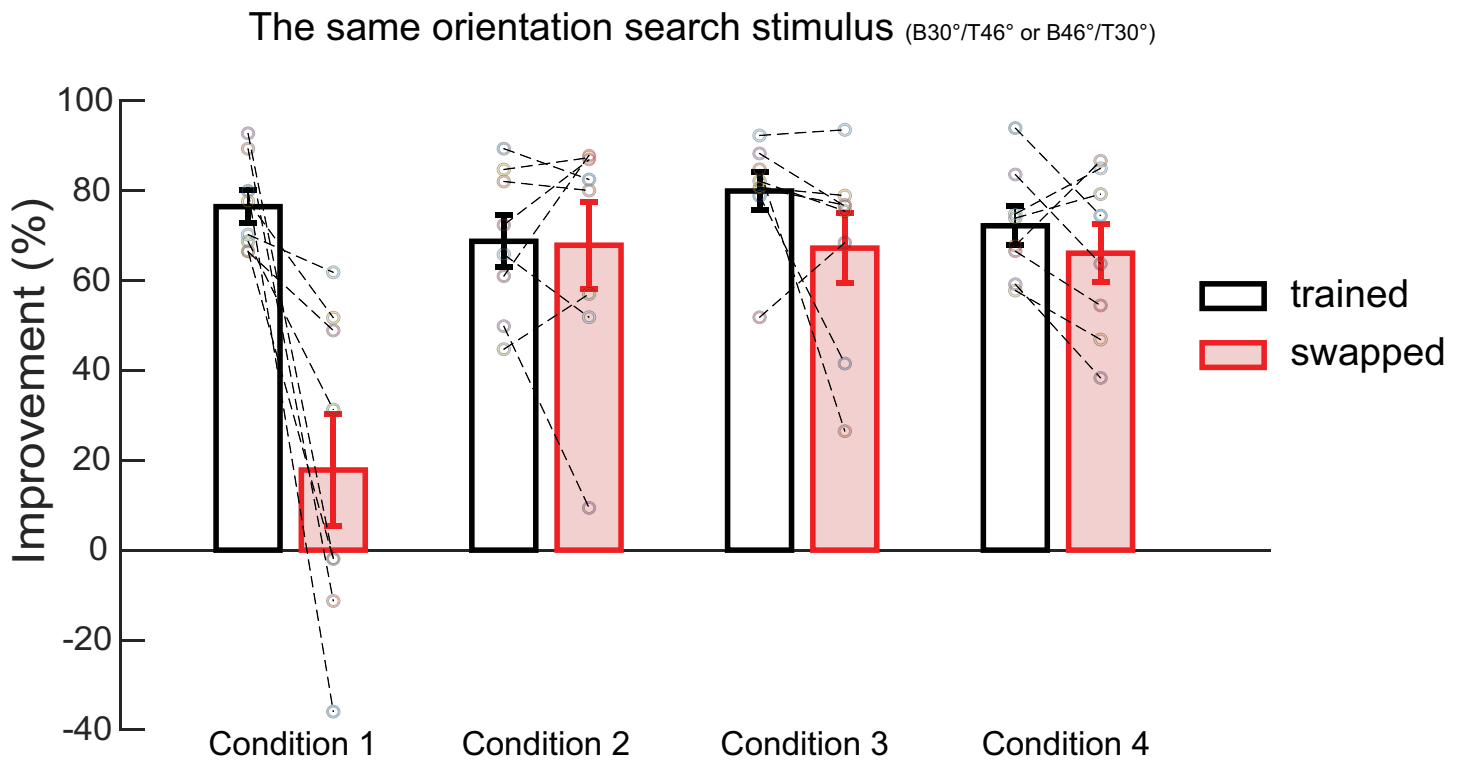 The same orientation search stimulus (B30°/T46° or B46°/T30°)
Improvement (%)
100
80
60
40
20
0
-20
-40
trained
swapped
Condition 1
Condition 2
Condition 3
Condition 4